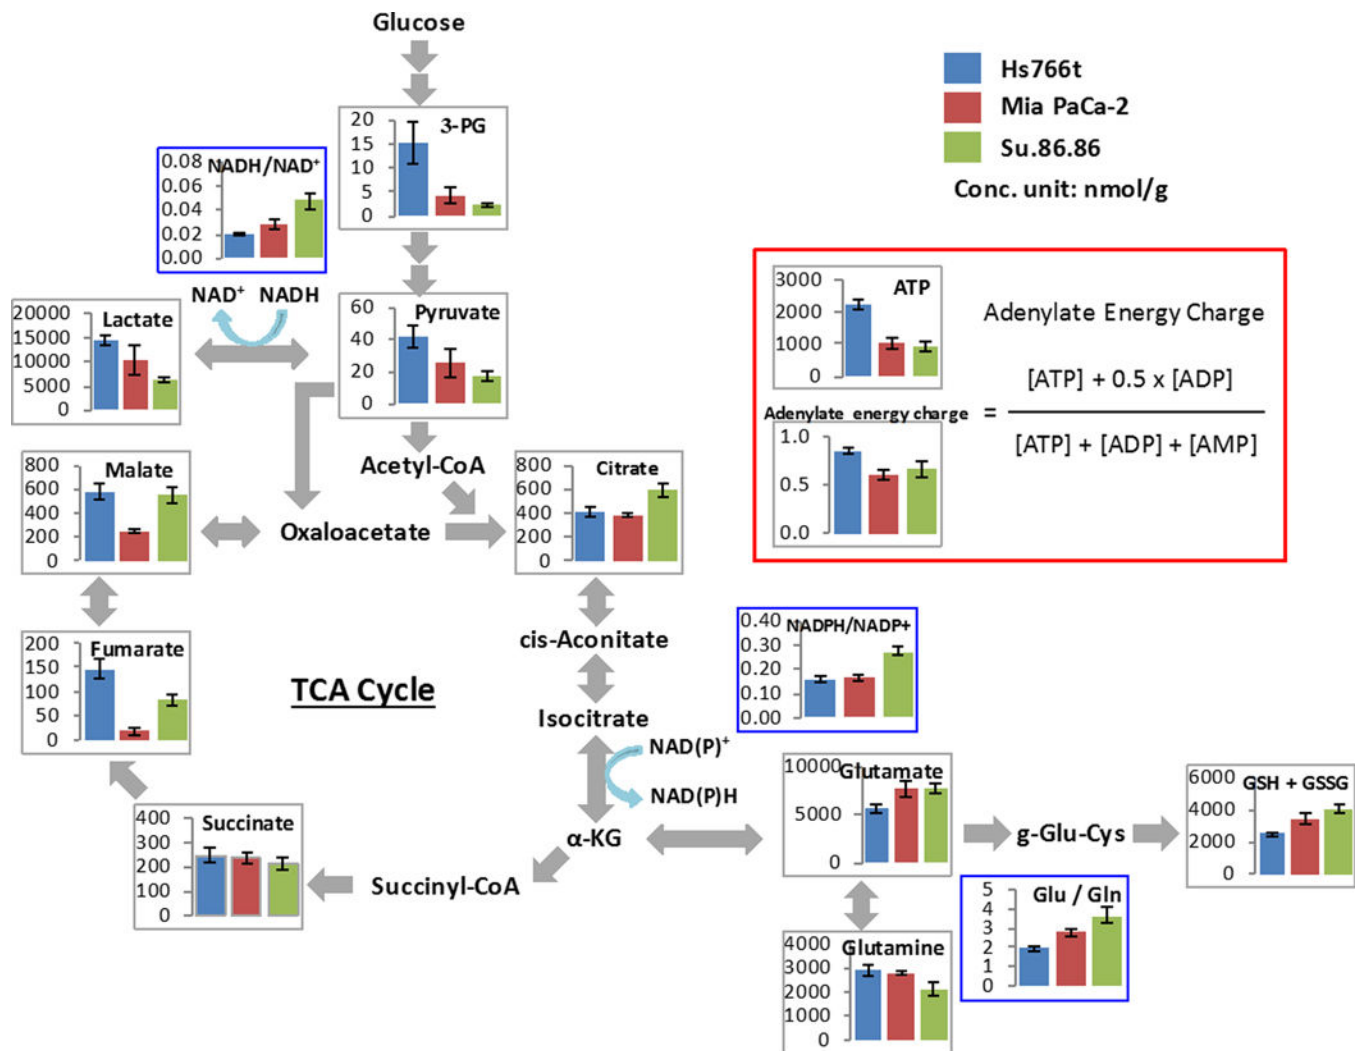 Glucose
Hs766t
Mia PaCa-2
Su.86.86
Conc. unit: nmol/g
3-PG
20
15
10
5
0
NADH/NAD⁺
0.08
0.06
0.04
0.02
0.00
NAD⁺ NADH
Lactate
20000
15000
10000
5000
0
Pyruvate
60
40
20
0
ATP
3000
2000
1000
0
Adenylate Energy Charge
Adenylate energy charge
=
[ATP] + 0.5 x [ADP]
[ATP] + [ADP] + [AMP]
1.0
0.5
0.0
Acetyl-CoA
Malate
800
600
400
200
0
Oxaloacetate
Citrate
800
600
400
200
0
cis-Aconitate
Fumarate
200
150
100
50
0
TCA Cycle
Isocitrate
NADPH/NADP+
0.40
0.30
0.20
0.10
0.00
NAD(P)⁺
NAD(P)H
Succinate
400
300
200
100
0
Succinyl-CoA
α-KG
Glutamate
10000
5000
0
g-Glu-Cys
GSH + GSSG
6000
4000
2000
0
Glutamine
4000
3000
2000
1000
0
Glu / Gln
5
4
3
2
1
0